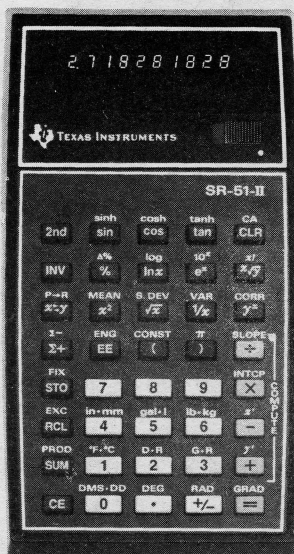 2.718281828
TEXAS INSTRUMENTS
SR-51-II
sinh cosh tanh CA
2nd sin cos tan CLR
Δ% log 10ˣ x!
INV % lnx eˣ ˣ√y
P→R MEAN S. DEV VAR CORR
x⇄y x² √x 1/x yˣ
Σ− ENG CONST π SLOPE
Σ+ EE ( ) ÷
FIX INTCP
STO 7 8 9 ×
EXC in·mm gal·l lb·kg x'
RCL 4 5 6 −
PROD °F·°C D·R G·R y'
SUM 1 2 3 +
DMS·DD DEG RAD GRAD
CE 0 . +/− =
COMPUTE